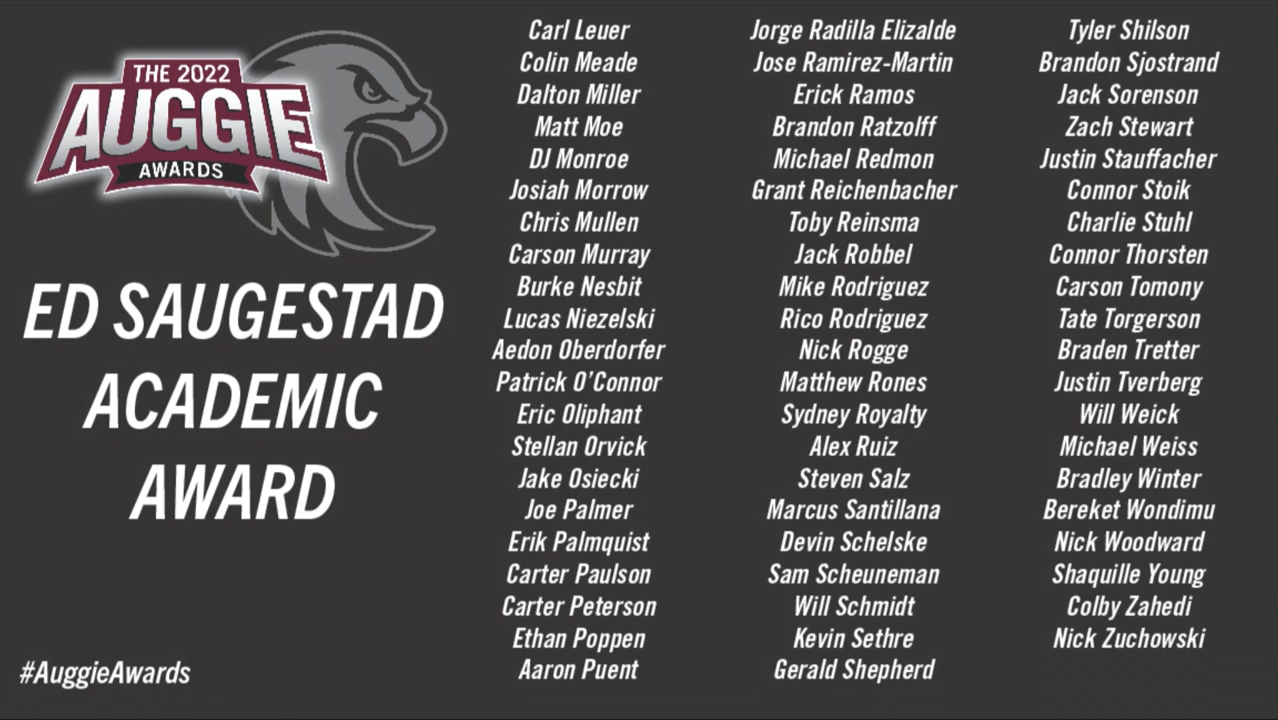 THE 2022
AUGGIE
AWARDS
ED SAUGESTAD
ACADEMIC
AWARD
#AuggieAwards
Carl Leuer
Colin Meade
Dalton Miller
Matt Moe
DJ Monroe
Josiah Morrow
Chris Mullen
Carson Murray
Burke Nesbit
Lucas Niezelski
Aedon Oberdorfer
Patrick O'Connor
Eric Oliphant
Stellan Orvick
Jake Osiecki
Joe Palmer
Erik Palmquist
Carter Paulson
Carter Peterson
Ethan Poppen
Aaron Puent
Jorge Radilla Elizalde
Jose Ramirez-Martin
Erick Ramos
Brandon Ratzolff
Michael Redmon
Grant Reichenbacher
Toby Reinsma
Jack Robbel
Mike Rodriguez
Rico Rodriguez
Nick Rogge
Matthew Rones
Sydney Royalty
Alex Ruiz
Steven Salz
Marcus Santillana
Devin Schelske
Sam Scheuneman
Will Schmidt
Kevin Sethre
Gerald Shepherd
Tyler Shilson
Brandon Sjostrand
Jack Sorenson
Zach Stewart
Justin Stauffacher
Connor Stoik
Charlie Stuhl
Connor Thorsten
Carson Tomony
Tate Torgerson
Braden Tretter
Justin Tverberg
Will Weick
Michael Weiss
Bradley Winter
Bereket Wondimu
Nick Woodward
Shaquille Young
Colby Zahedi
Nick Zuchowski